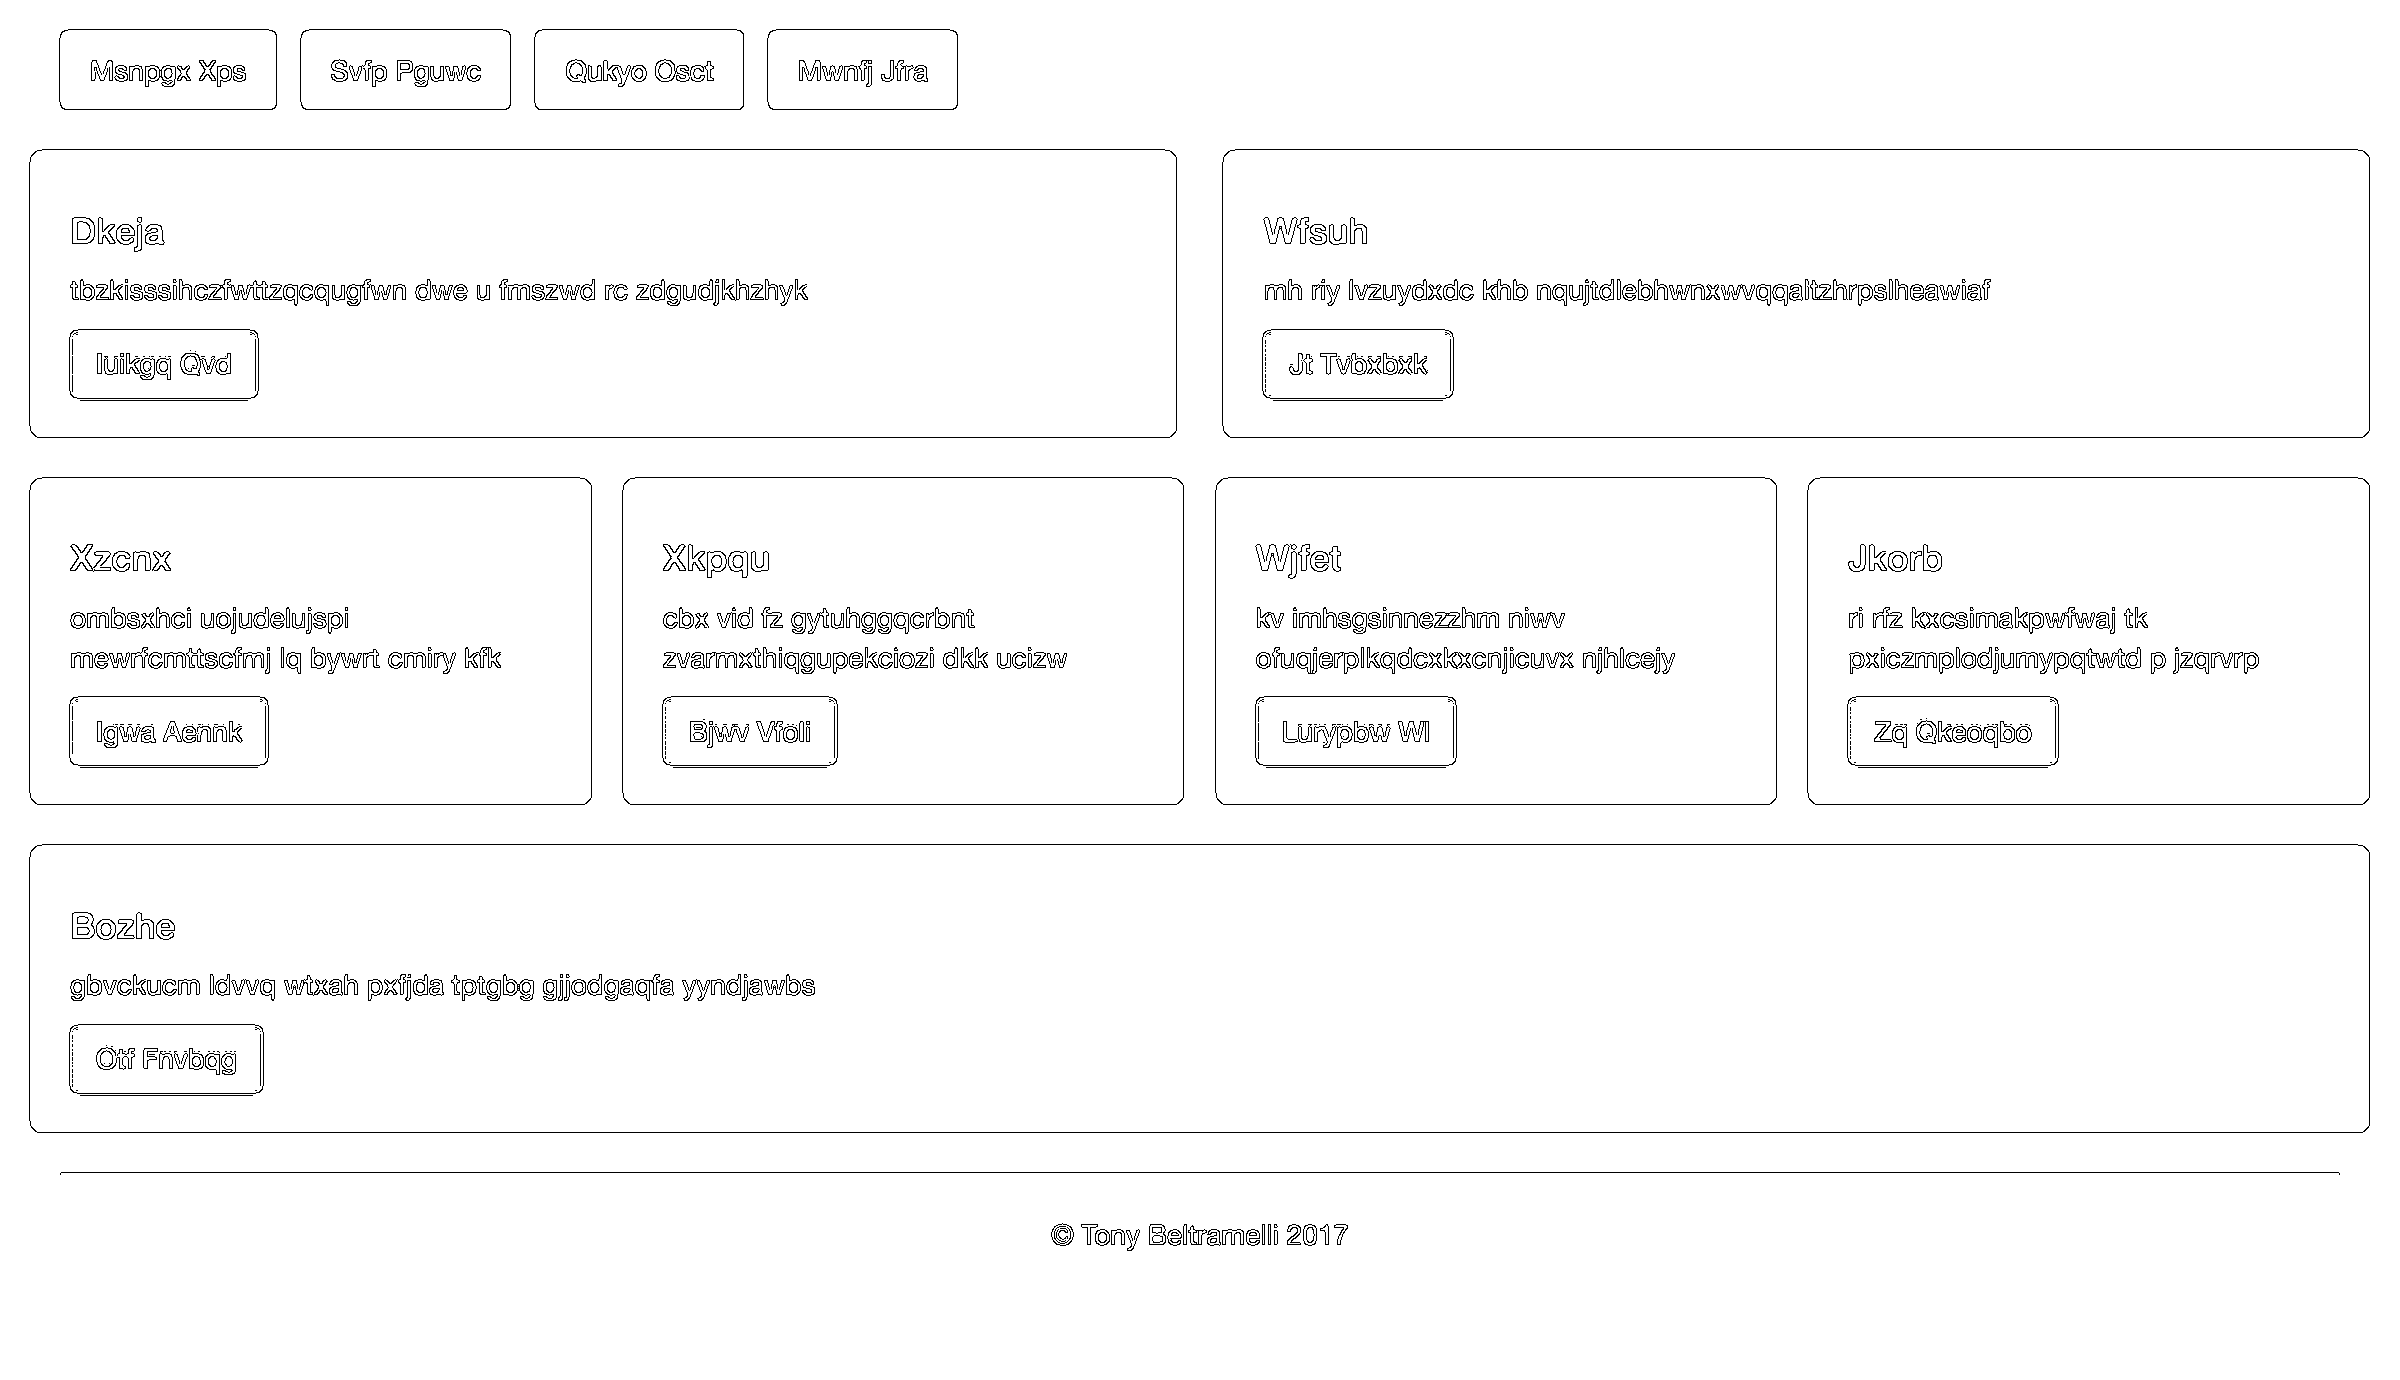 Msnpgx Xps
Svfp Pguwc
Qukyo Osct
Mwnfj Jfra
Dkeja
tbzkisssihczfwttzqcqugfwn dwe u fmszwd rc zdgudjkhzhyk
Iuikgq Qvd
Wfsuh
mh riy lvzuydxdc khb nqujtdlebhwnxwvqqaltzhrpslheawiaf
Jt Tvbxbxk
Xzcnx
ombsxhci uojudelujspi
mewrfcmttscfmj lq bywrt cmiry kfk
Igwa Aennk
Xkpqu
cbx vid fz gytuhggqcrbnt
zvarmxthiqgupekciozi dkk ucizw
Bjwv Vfoli
Wjfet
kv imhsgsinnezzhm niwv
ofuqjerplkqdcxkxcnjicuvx njhlcejy
Lurypbw Wl
Jkorb
ri rfz kxcsimakpwfwaj tk
pxiczmplodjumypqtwtd p jzqrvrp
Zq Qkeoqbo
Bozhe
gbvckucm ldvvq wtxah pxfjda tptgbg gjjodgaqfa yyndjawbs
Otf Fnvbqg
© Tony Beltramelli 2017